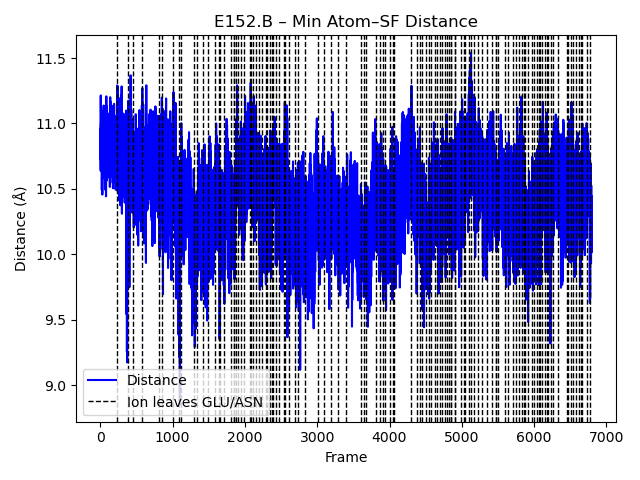 E152.B – Min Atom–SF Distance
11.5
11.0
10.5
10.0
9.5
9.0
Distance (Å)
Distance
Ion leaves GLU/ASN
0 1000 2000 3000 4000 5000 6000 7000
Frame